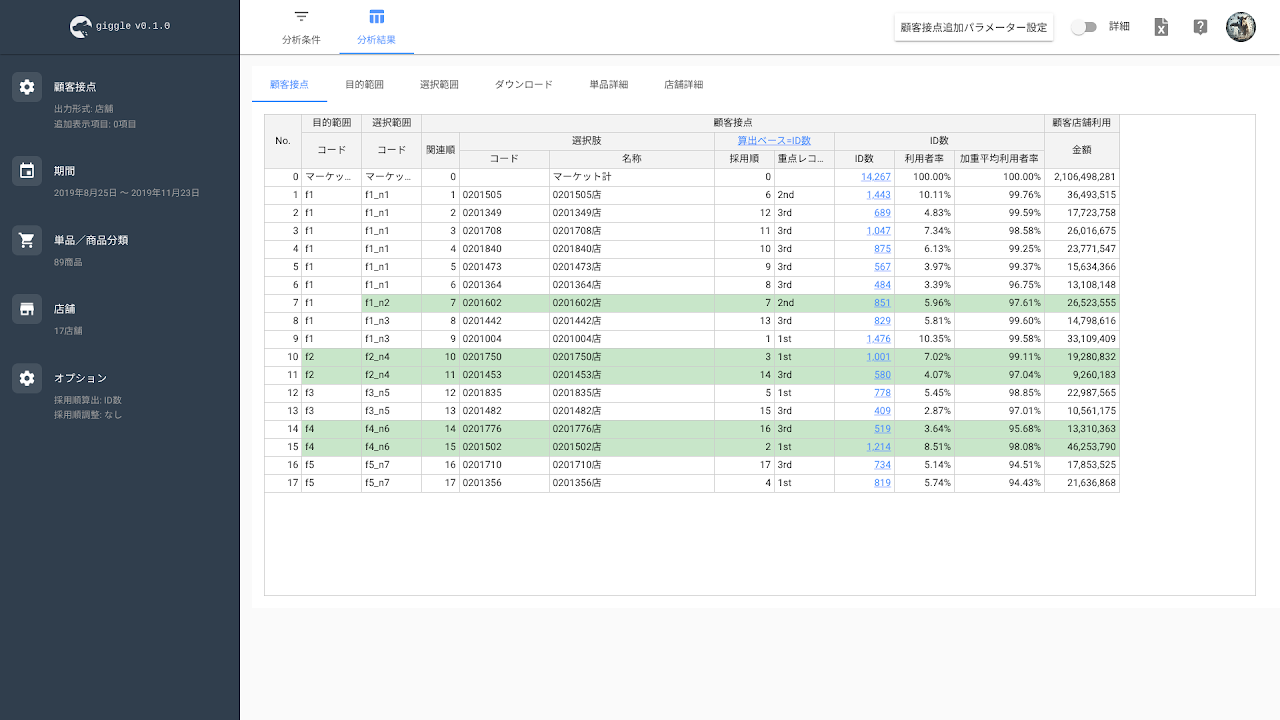 giggle v0.1.0
分析条件
分析結果
顧客接点追加パラメーター設定
詳細
顧客接点
出力形式: 店舗
追加表示項目: 0項目
期間
2019年8月25日 〜 2019年11月23日
単品／商品分類
89商品
店舗
17店舗
オプション
採用順算出: ID数
採用順調整: なし
顧客接点 目的範囲 選択範囲 ダウンロード 単品詳細 店舗詳細
No. 目的範囲 選択範囲 顧客接点 顧客店舗利用
コード コード 関連順 選択肢 算出ベース=ID数 ID数 金額
コード 名称 採用順 重点レコ... ID数 利用者率 加重平均利用者率
0 マーケッ... マーケッ... 0 マーケット計 0 14,267 100.00% 100.00% 2,106,498,281
1 f1 f1_n1 1 0201505 0201505店 6 2nd 1,443 10.11% 99.76% 36,493,515
2 f1 f1_n1 2 0201349 0201349店 12 3rd 689 4.83% 99.59% 17,723,758
3 f1 f1_n1 3 0201708 0201708店 11 3rd 1,047 7.34% 98.58% 26,016,675
4 f1 f1_n1 4 0201840 0201840店 10 3rd 875 6.13% 99.25% 23,771,547
5 f1 f1_n1 5 0201473 0201473店 9 3rd 567 3.97% 99.37% 15,634,366
6 f1 f1_n1 6 0201364 0201364店 8 3rd 484 3.39% 96.75% 13,108,148
7 f1 f1_n2 7 0201602 0201602店 7 2nd 851 5.96% 97.61% 26,523,555
8 f1 f1_n3 8 0201442 0201442店 13 3rd 829 5.81% 99.60% 14,798,616
9 f1 f1_n3 9 0201004 0201004店 1 1st 1,476 10.35% 99.58% 33,109,409
10 f2 f2_n4 10 0201750 0201750店 3 1st 1,001 7.02% 99.11% 19,280,832
11 f2 f2_n4 11 0201453 0201453店 14 3rd 580 4.07% 97.04% 9,260,183
12 f3 f3_n5 12 0201835 0201835店 5 1st 778 5.45% 98.85% 22,987,565
13 f3 f3_n5 13 0201482 0201482店 15 3rd 409 2.87% 97.01% 10,561,175
14 f4 f4_n6 14 0201776 0201776店 16 3rd 519 3.64% 95.68% 13,310,363
15 f4 f4_n6 15 0201502 0201502店 2 1st 1,214 8.51% 98.08% 46,253,790
16 f5 f5_n7 16 0201710 0201710店 17 3rd 734 5.14% 94.51% 17,853,525
17 f5 f5_n7 17 0201356 0201356店 4 1st 819 5.74% 94.43% 21,636,868